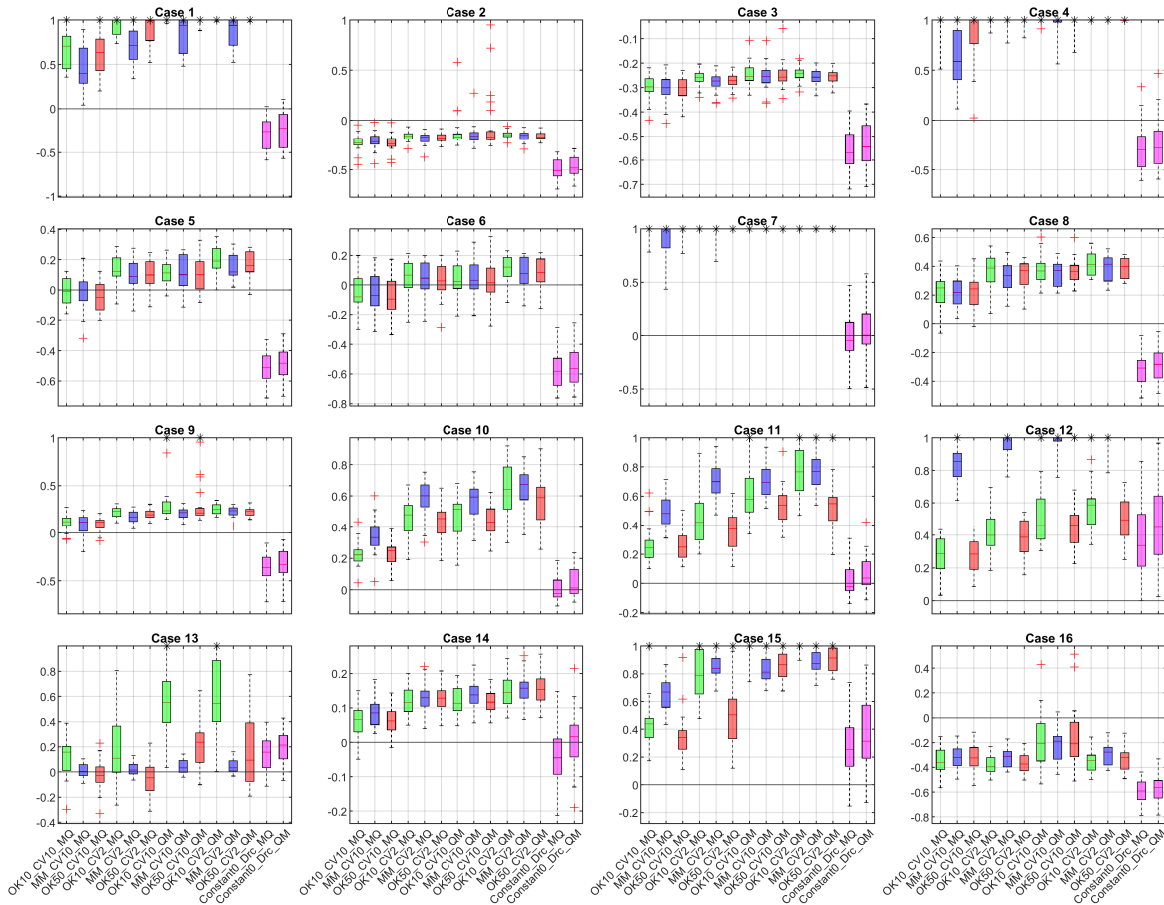 Case 1
1
0.5
0
-0.5
-1
Case 2
1
0.5
0
-0.5
Case 3
-0.1
-0.2
-0.3
-0.4
-0.5
-0.6
-0.7
Case 4
1
0.5
0
-0.5
Case 5
0.4
0.2
0
-0.2
-0.4
-0.6
Case 6
0.2
0
-0.2
-0.4
-0.6
-0.8
Case 7
1
0.5
0
-0.5
Case 8
0.6
0.4
0.2
0
-0.2
-0.4
Case 9
1
0.5
0
-0.5
Case 10
0.8
0.6
0.4
0.2
0
Case 11
1
0.8
0.6
0.4
0.2
0
-0.2
Case 12
1
0.8
0.6
0.4
0.2
0
Case 13
1
0.8
0.6
0.4
0.2
0
-0.2
-0.4
OK10_CV10_MQ
MM_CV10_MQ
OK50_CV10_MQ
OK10_CV2_MQ
MM_CV2_MQ
OK50_CV2_MQ
OK10_CV10_QM
MM_CV10_QM
OK50_CV10_QM
OK10_CV2_QM
MM_CV2_QM
OK50_CV2_QM
Constant0_Drc_MQ
Constant0_Drc_QM
Case 14
0.2
0.1
0
-0.1
-0.2
OK10_CV10_MQ
MM_CV10_MQ
OK50_CV10_MQ
OK10_CV2_MQ
MM_CV2_MQ
OK50_CV2_MQ
OK10_CV10_QM
MM_CV10_QM
OK50_CV10_QM
OK10_CV2_QM
MM_CV2_QM
OK50_CV2_QM
Constant0_Drc_MQ
Constant0_Drc_QM
Case 15
1
0.8
0.6
0.4
0.2
0
-0.2
OK10_CV10_MQ
MM_CV10_MQ
OK50_CV10_MQ
OK10_CV2_MQ
MM_CV2_MQ
OK50_CV2_MQ
OK10_CV10_QM
MM_CV10_QM
OK50_CV10_QM
OK10_CV2_QM
MM_CV2_QM
OK50_CV2_QM
Constant0_Drc_MQ
Constant0_Drc_QM
Case 16
0.4
0.2
0
-0.2
-0.4
-0.6
-0.8
OK10_CV10_MQ
MM_CV10_MQ
OK50_CV10_MQ
OK10_CV2_MQ
MM_CV2_MQ
OK50_CV2_MQ
OK10_CV10_QM
MM_CV10_QM
OK50_CV10_QM
OK10_CV2_QM
MM_CV2_QM
OK50_CV2_QM
Constant0_Drc_MQ
Constant0_Drc_QM